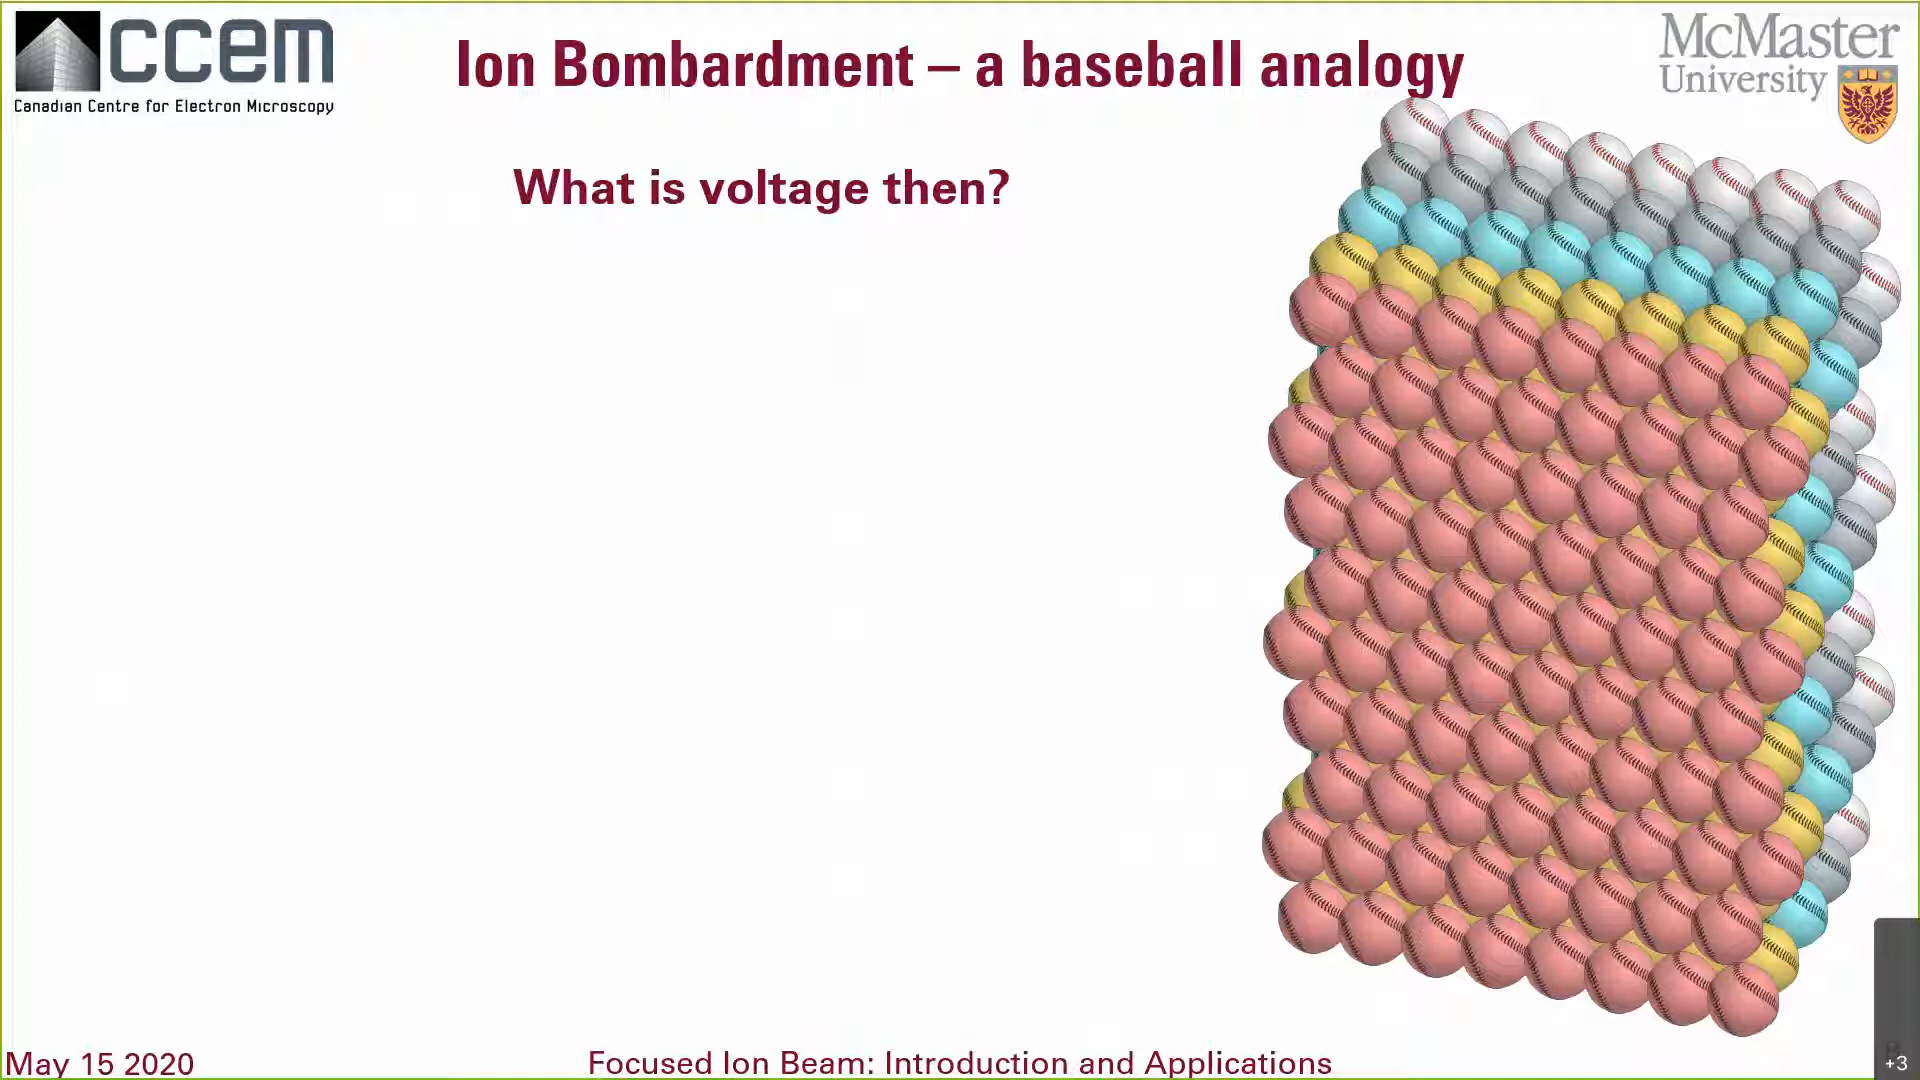 ccem
Canadian Centre for Electron Microscopy
Ion Bombardment – a baseball analogy
McMaster
University
What is voltage then?
May 15 2020
Focused Ion Beam: Introduction and Applications
+3